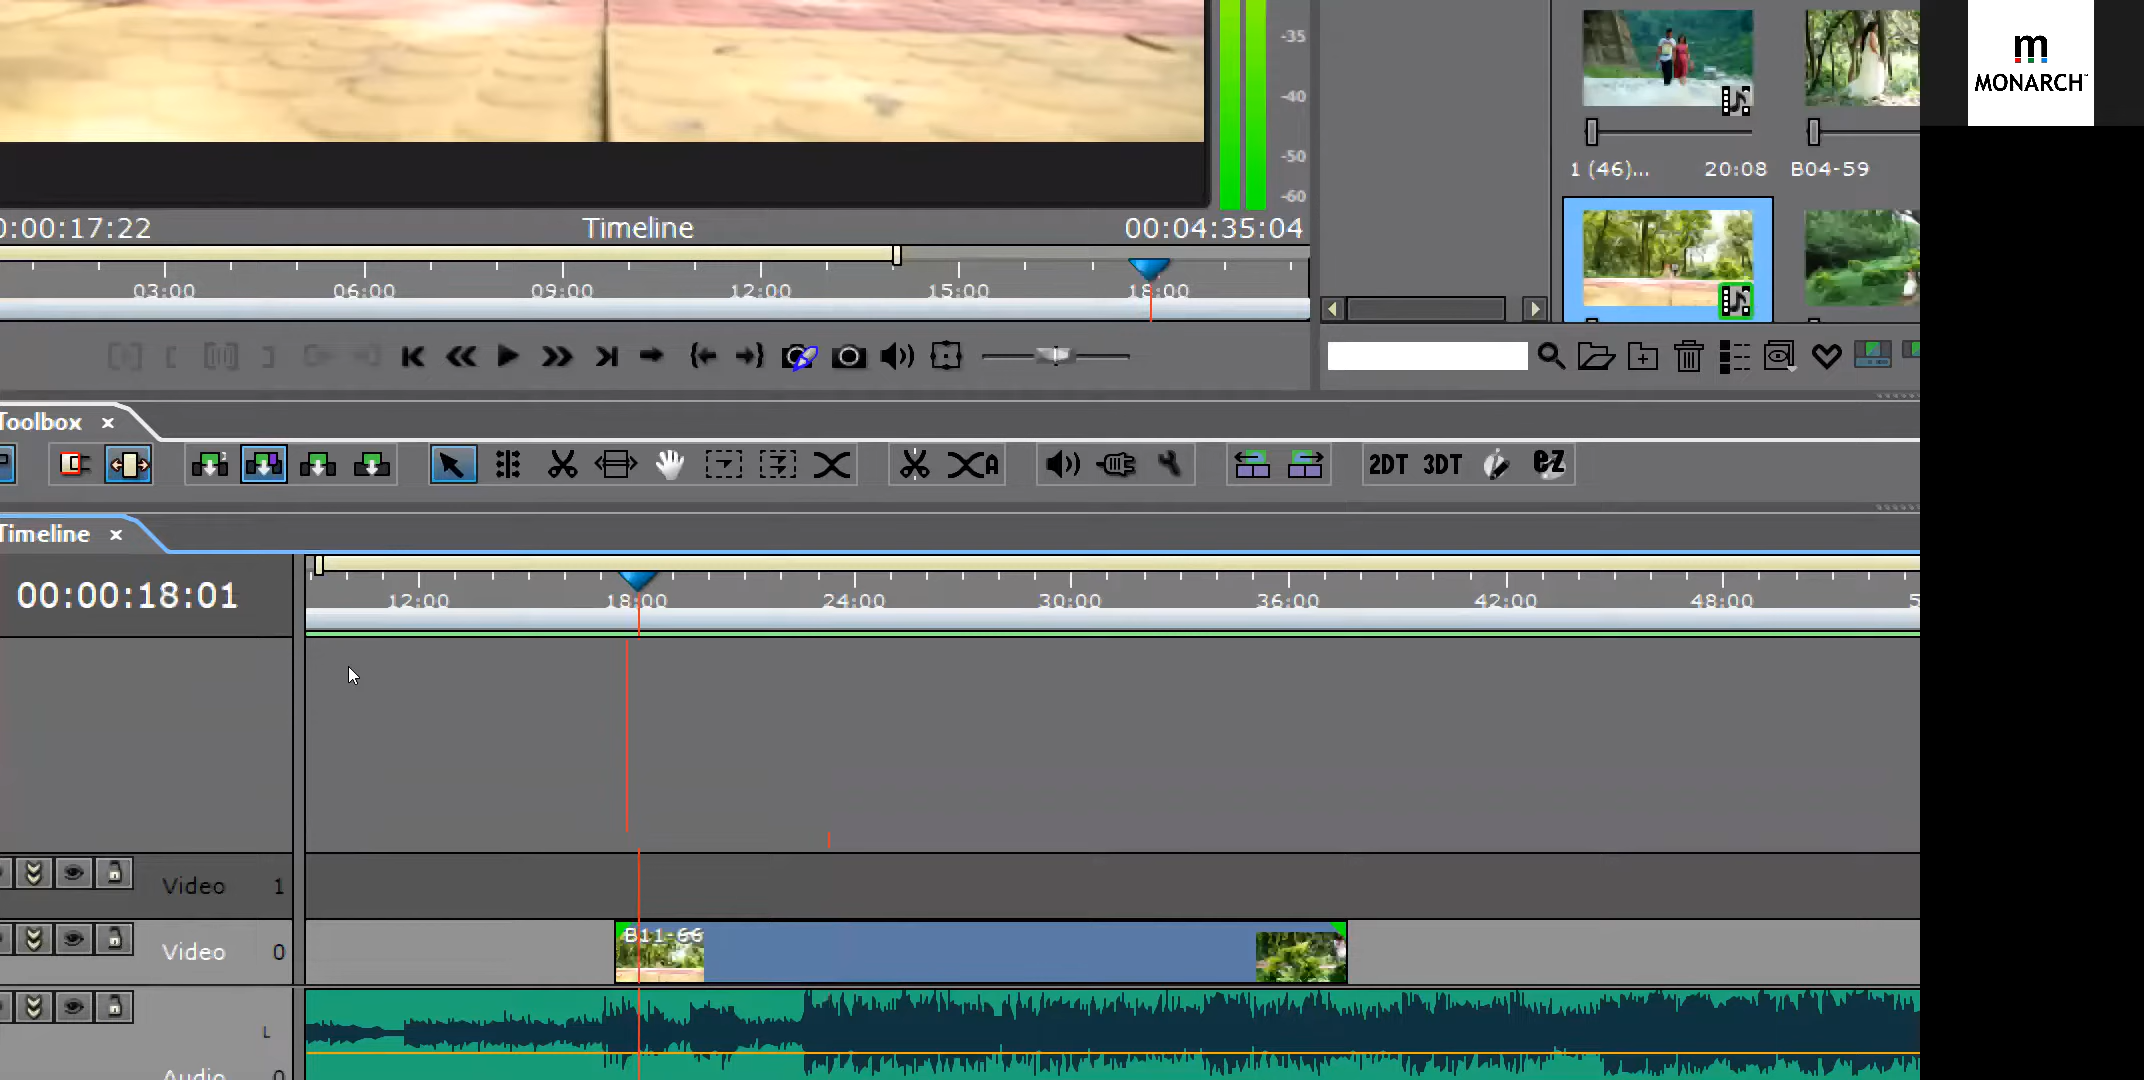 m
MONARCH
-35
-40
-50
-60
1 (46)... 20:08 B04-59
0:00:17:22 Timeline 00:04:35:04
03:00 06:00 09:00 12:00 15:00 18:00
Toolbox ×
2DT 3DT eZ
Timeline ×
00:00:18:01
12:00 18:00 24:00 30:00 36:00 42:00 48:00 5
Video 1
B11-66
Video 0
L
Audio 0